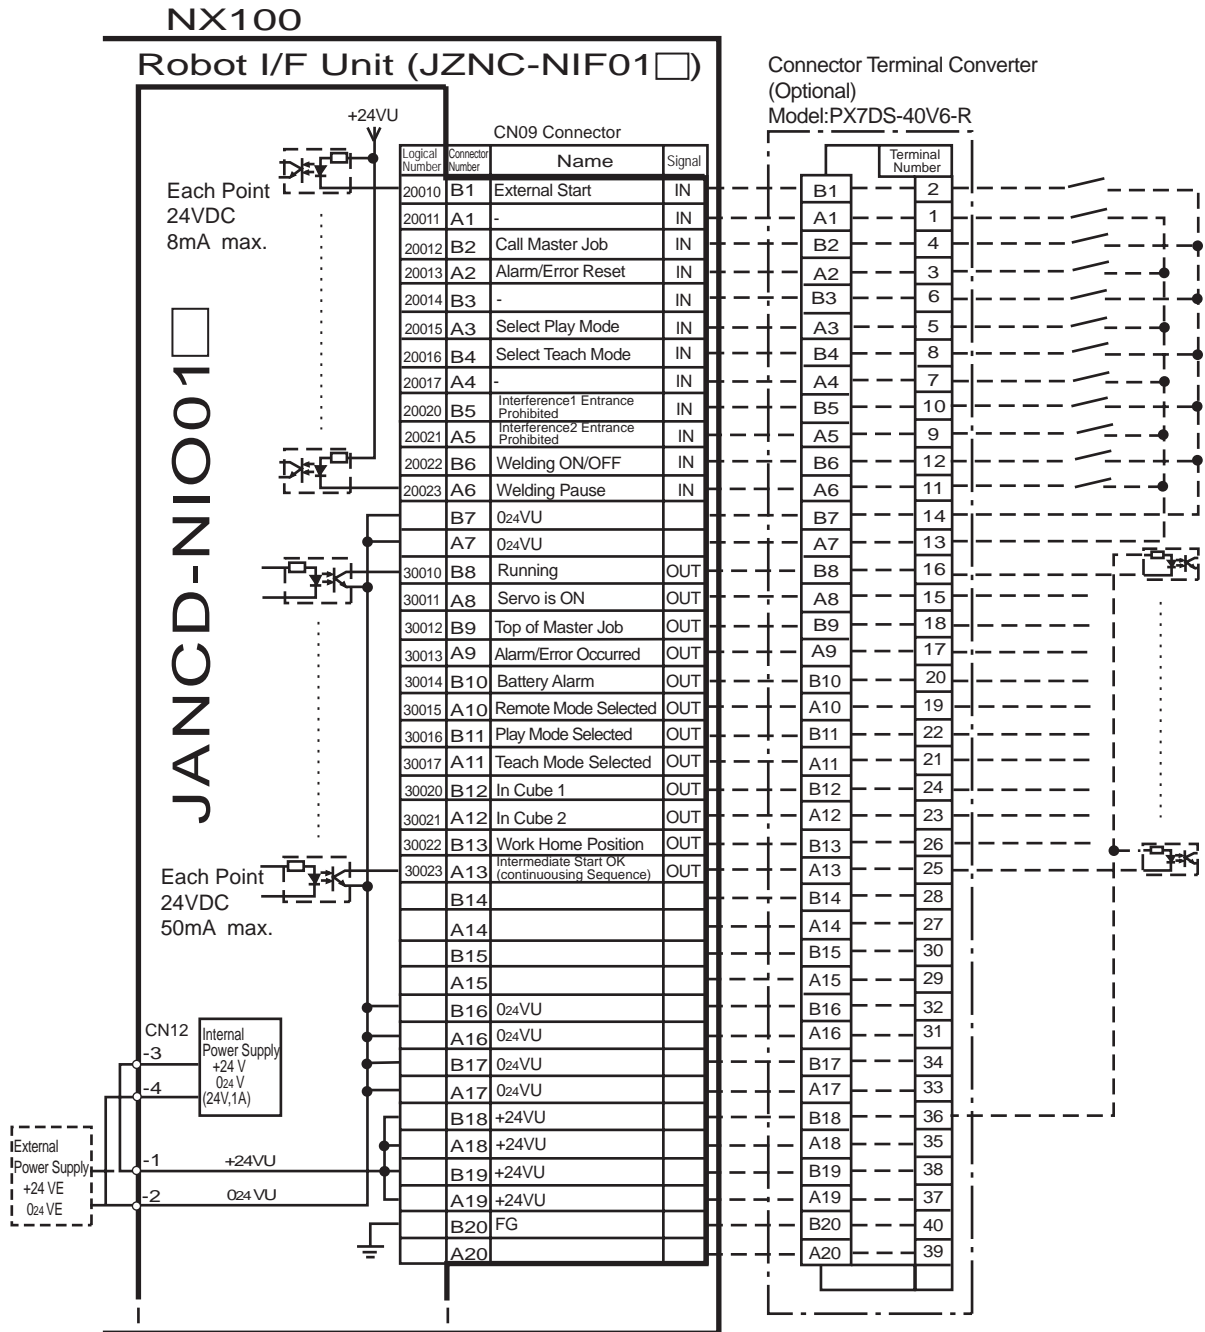 NX100
Robot I/F Unit (JZNC-NIF01□)
Connector Terminal Converter
(Optional)
Model:PX7DS-40V6-R
+24VU
CN09 Connector
Logical Number Connector Number Name Signal Terminal Number
Each Point
24VDC
8mA max.
JANCD-NIO01□
20010 B1 External Start IN B1 2
20011 A1 - IN A1 1
20012 B2 Call Master Job IN B2 4
20013 A2 Alarm/Error Reset IN A2 3
20014 B3 - IN B3 6
20015 A3 Select Play Mode IN A3 5
20016 B4 Select Teach Mode IN B4 8
20017 A4 - IN A4 7
20020 B5 Interference1 Entrance Prohibited IN B5 10
20021 A5 Interference2 Entrance Prohibited IN A5 9
20022 B6 Welding ON/OFF IN B6 12
20023 A6 Welding Pause IN A6 11
B7 024VU B7 14
A7 024VU A7 13
30010 B8 Running OUT B8 16
30011 A8 Servo is ON OUT A8 15
30012 B9 Top of Master Job OUT B9 18
30013 A9 Alarm/Error Occurred OUT A9 17
30014 B10 Battery Alarm OUT B10 20
30015 A10 Remote Mode Selected OUT A10 19
30016 B11 Play Mode Selected OUT B11 22
30017 A11 Teach Mode Selected OUT A11 21
30020 B12 In Cube 1 OUT B12 24
30021 A12 In Cube 2 OUT A12 23
30022 B13 Work Home Position OUT B13 26
30023 A13 Intermediate Start OK (continuousing Sequence) OUT A13 25
Each Point
24VDC
50mA max.
B14 B14 28
A14 A14 27
B15 B15 30
A15 A15 29
B16 024VU B16 32
A16 024VU A16 31
B17 024VU B17 34
A17 024VU A17 33
B18 +24VU B18 36
A18 +24VU A18 35
B19 +24VU B19 38
A19 +24VU A19 37
B20 FG B20 40
A20 A20 39
CN12
-3
-4
Internal
Power Supply
+24 V
024 V
(24V,1A)
External
Power Supply
+24 VE
024 VE
-1 +24VU
-2 024 VU